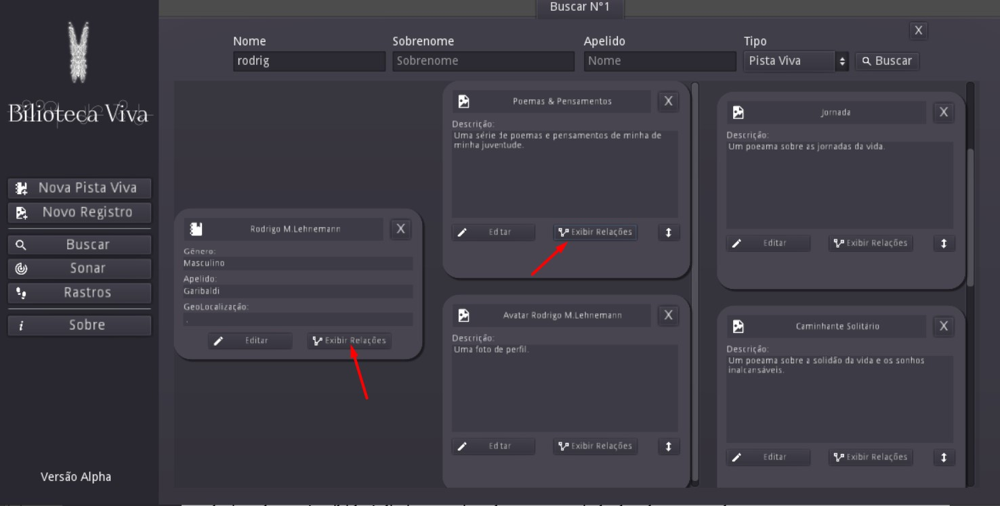 Buscar N°1
Bilioteca Viva
Nova Pista Viva
Novo Registro
Buscar
Sonar
Rastros
i Sobre
Versão Alpha
Nome Sobrenome Apelido Tipo X
rodrig Sobrenome Nome Pista Viva Buscar
Rodrigo M.Lehnemann X
Gênero:
Masculino
Apelido:
Garibaldi
GeoLocalização:
.
Editar Exibir Relações
Poemas & Pensamentos X
Descrição:
Uma série de poemas e pensamentos de minha de
minha juventude.
Editar Exibir Relações
Avatar Rodrigo M.Lehnemann X
Descrição:
Uma foto de perfil.
Editar Exibir Relações
Jornada X
Descrição:
Um poeama sobre as jornadas da vida.
Editar Exibir Relações
Caminhante Solitário X
Descrição:
Um poeama sobre a solidão da vida e os sonhos
inalcansáveis.
Editar Exibir Relações